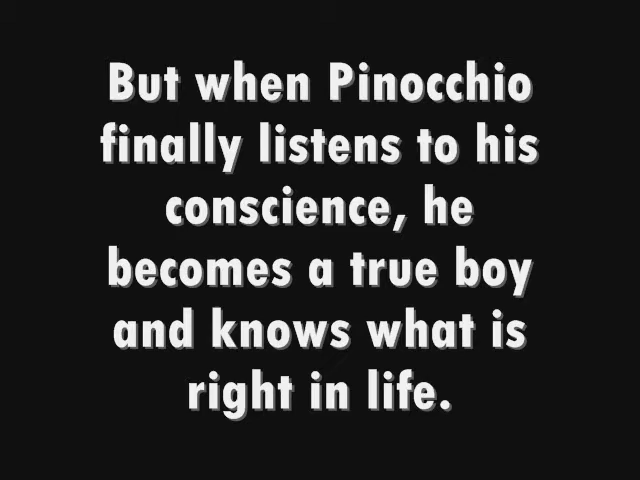 But when Pinocchio
finally listens to his
conscience, he
becomes a true boy
and knows what is
right in life.